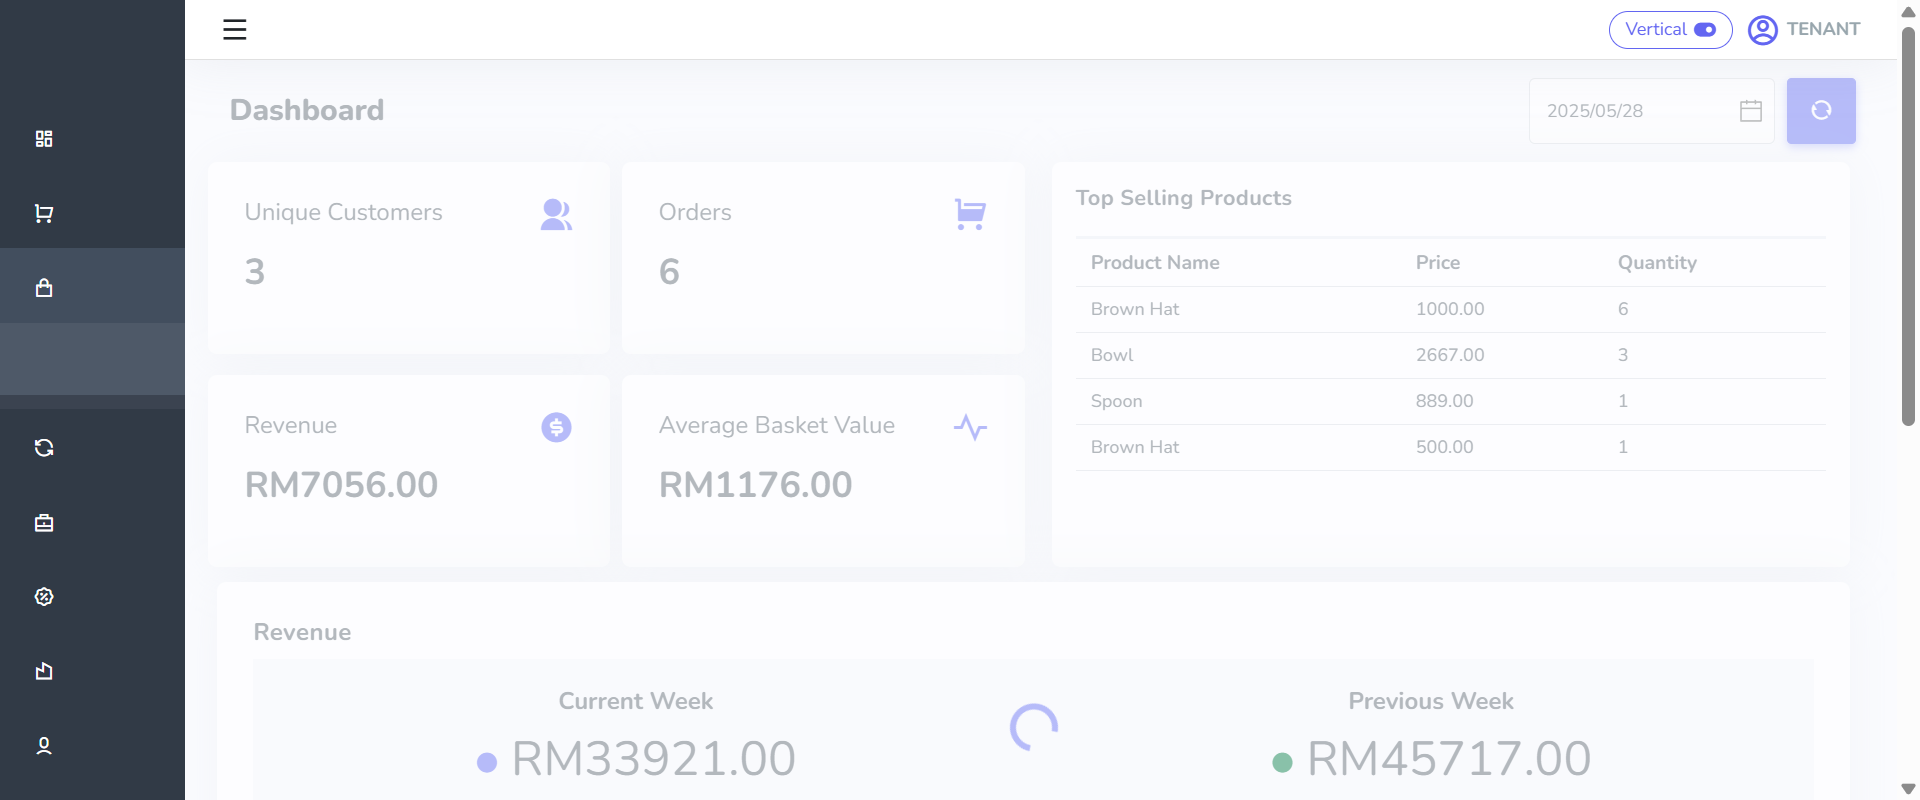 Vertical
TENANT
Dashboard
2025/05/28
Unique Customers
3
Orders
6
Revenue
RM7056.00
Average Basket Value
RM1176.00
Top Selling Products
Product Name Price Quantity
Brown Hat 1000.00 6
Bowl 2667.00 3
Spoon 889.00 1
Brown Hat 500.00 1
Revenue
Current Week
RM33921.00
Previous Week
RM45717.00